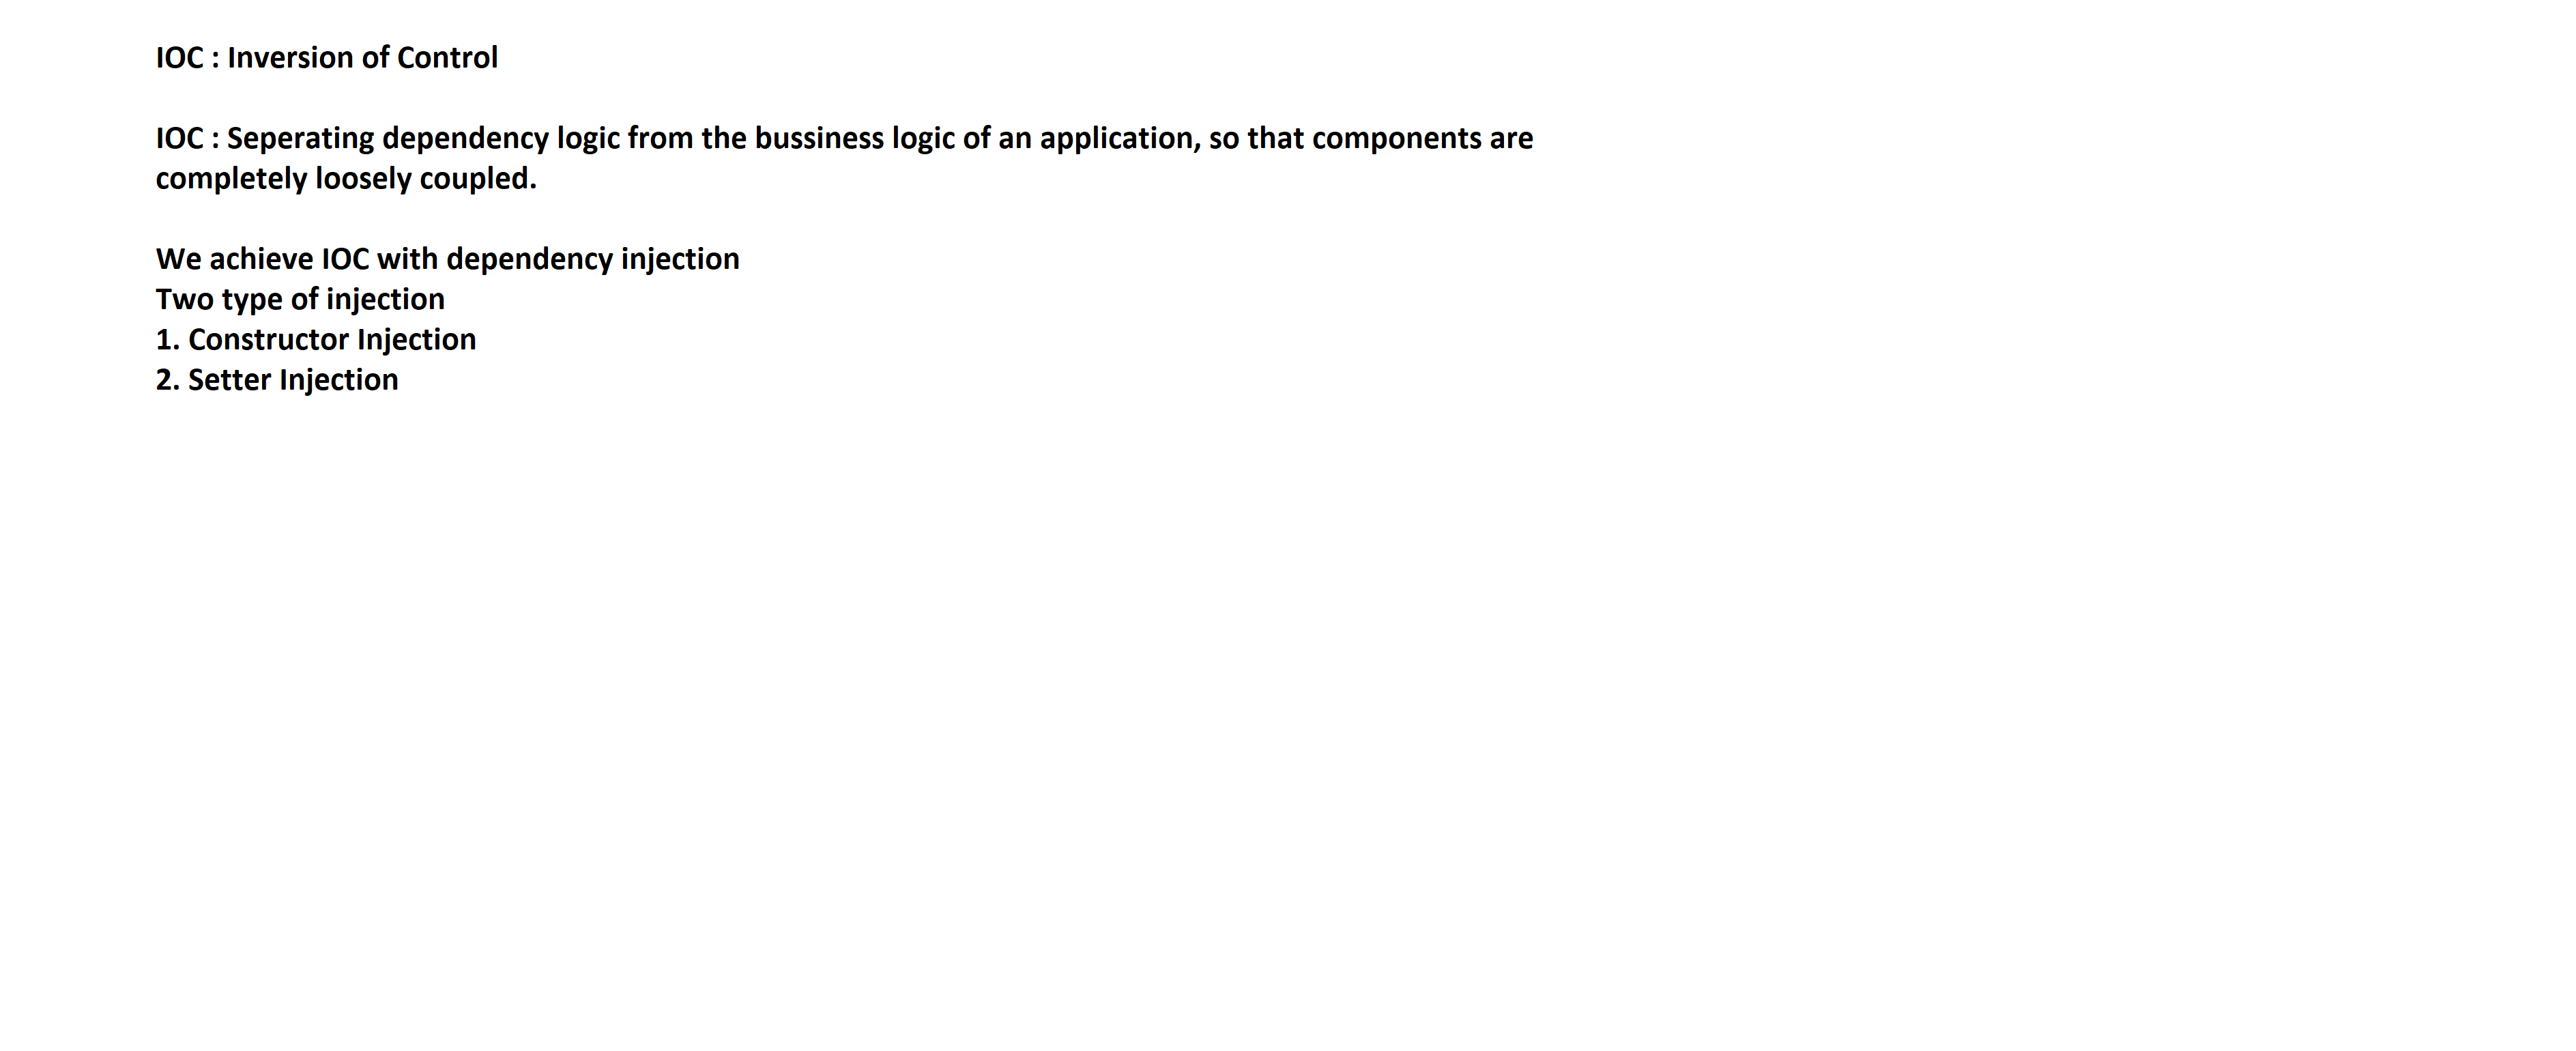 IOC : Inversion of Control
IOC : Seperating dependency logic from the bussiness logic of an application, so that components are
completely loosely coupled.
We achieve IOC with dependency injection
Two type of injection
1. Constructor Injection
2. Setter Injection